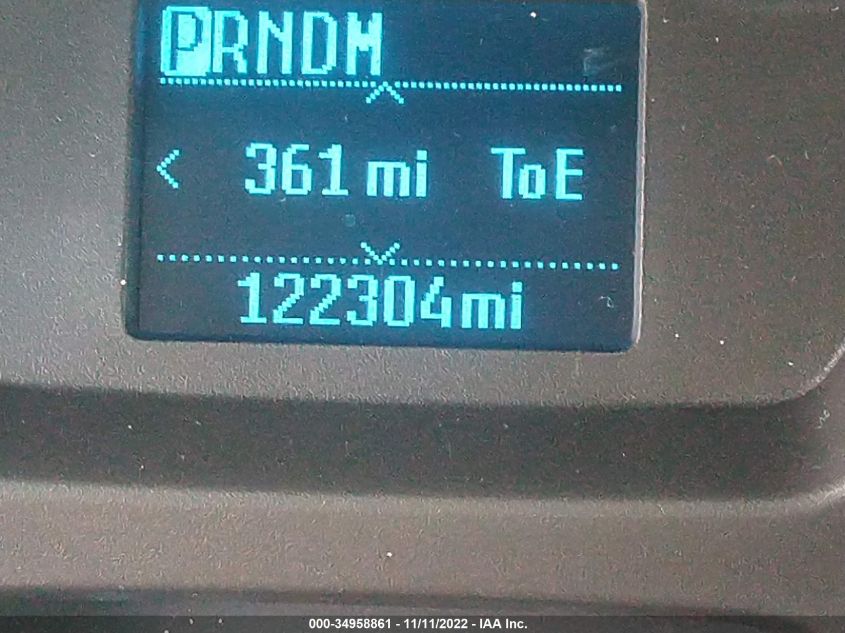 PRNDM
361 mi ToE
122304mi
000-34958861 - 11/11/2022 - IAA Inc.